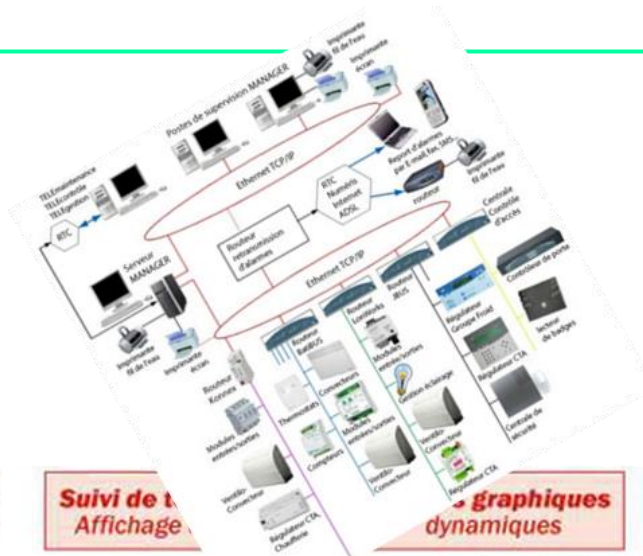 Imprimante
fil de l'eau
Imprimante
écran
Postes de supervision MANAGER
TELEmaintenance
TELEcontrôle
TELEgestion
RTC
Ethernet TCP/IP
Report d'alarmes
par E-mail, fax, SMS...
RTC
Numéris
Internet
ADSL
routeur
Imprimante
fil de l'eau
Routeur
retransmission
d'alarmes
Serveur
MANAGER
Ethernet TCP/IP
Centrale
Contrôle
d'accès
Imprimante
fil de l'eau
Imprimante
écran
Routeur
Konnex
Routeur
BatiBUS
Routeur
LonWorks
Routeur
JBUS
Contrôleur de porte
lecteur
de badges
Régulateur
Groupe Froid
Régulateur CTA
Centrale de
sécurité
Modules
entrées/sorties
Gestion éclairage
Ventilo-
Convecteur
Régulateur CTA
Convecteurs
Modules
entrées/sorties
Ventilo-
Convecteur
Thermostats
Compteurs
Modules
entrées/sorties
Ventilo-
Convecteur
Régulateur CTA
Chaufferie
Suivi de
graphiques
Affichage
dynamiques